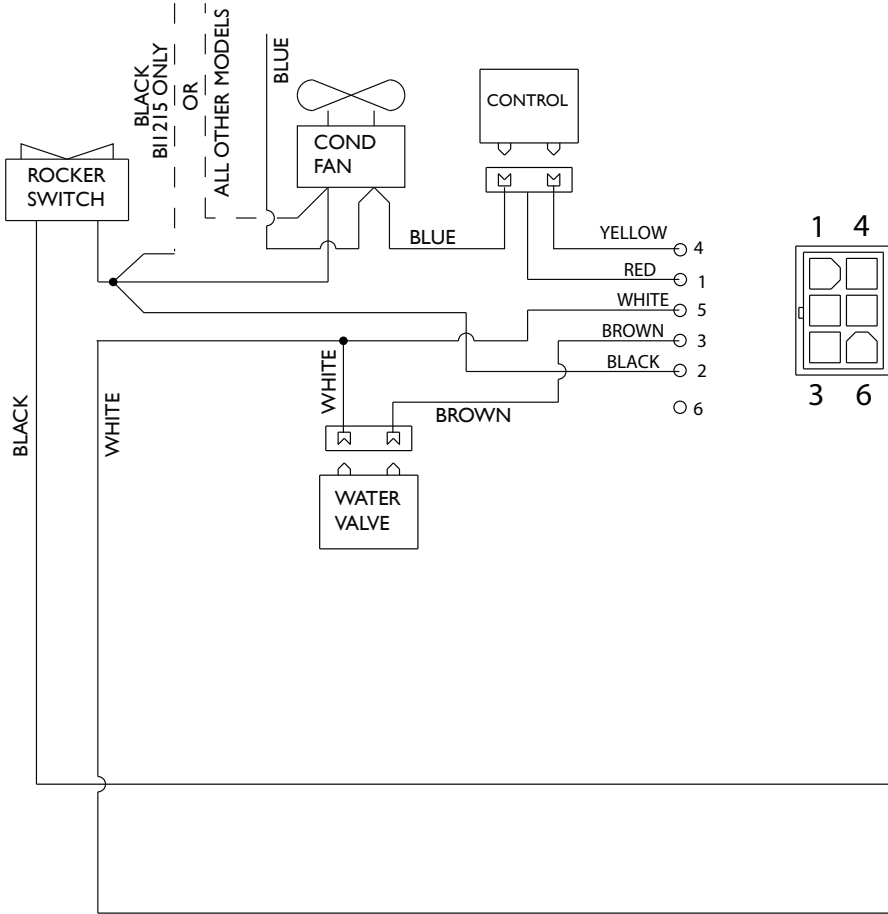 BLACK
BI1215 ONLY
OR
ALL OTHER MODELS
BLUE
CONTROL
COND
FAN
ROCKER
SWITCH
BLUE
YELLOW
4
RED
1
WHITE
5
BROWN
3
BLACK
2
6
1 4
3 6
WHITE
BROWN
BLACK
WHITE
WATER
VALVE